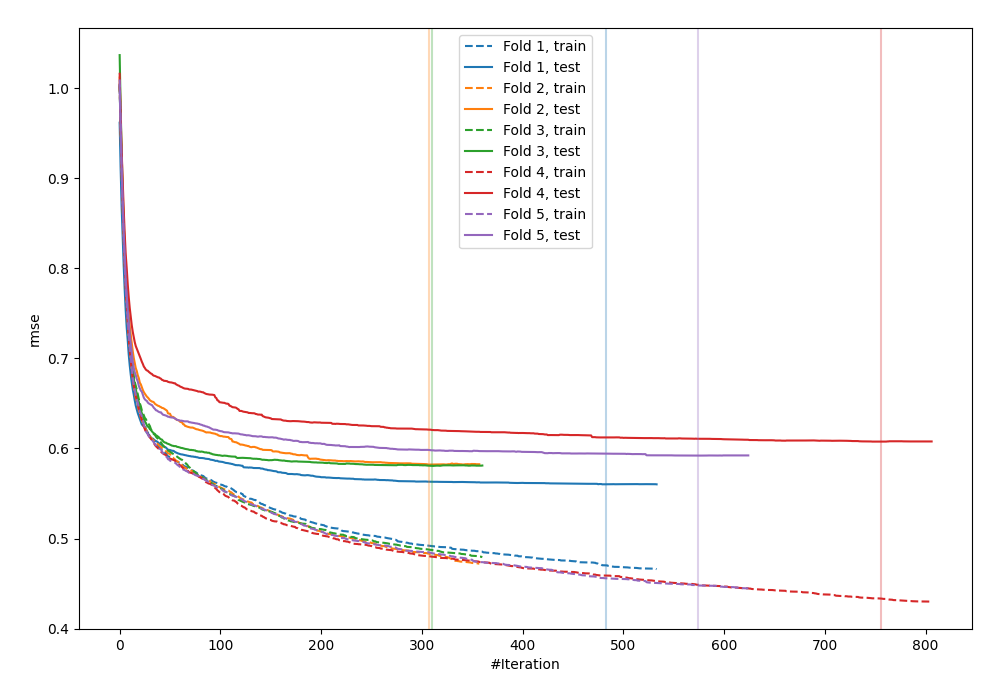 1.0
0.9
0.8
0.7
0.6
0.5
0.4
rmse
Fold 1, train
Fold 1, test
Fold 2, train
Fold 2, test
Fold 3, train
Fold 3, test
Fold 4, train
Fold 4, test
Fold 5, train
Fold 5, test
0 100 200 300 400 500 600 700 800
#Iteration